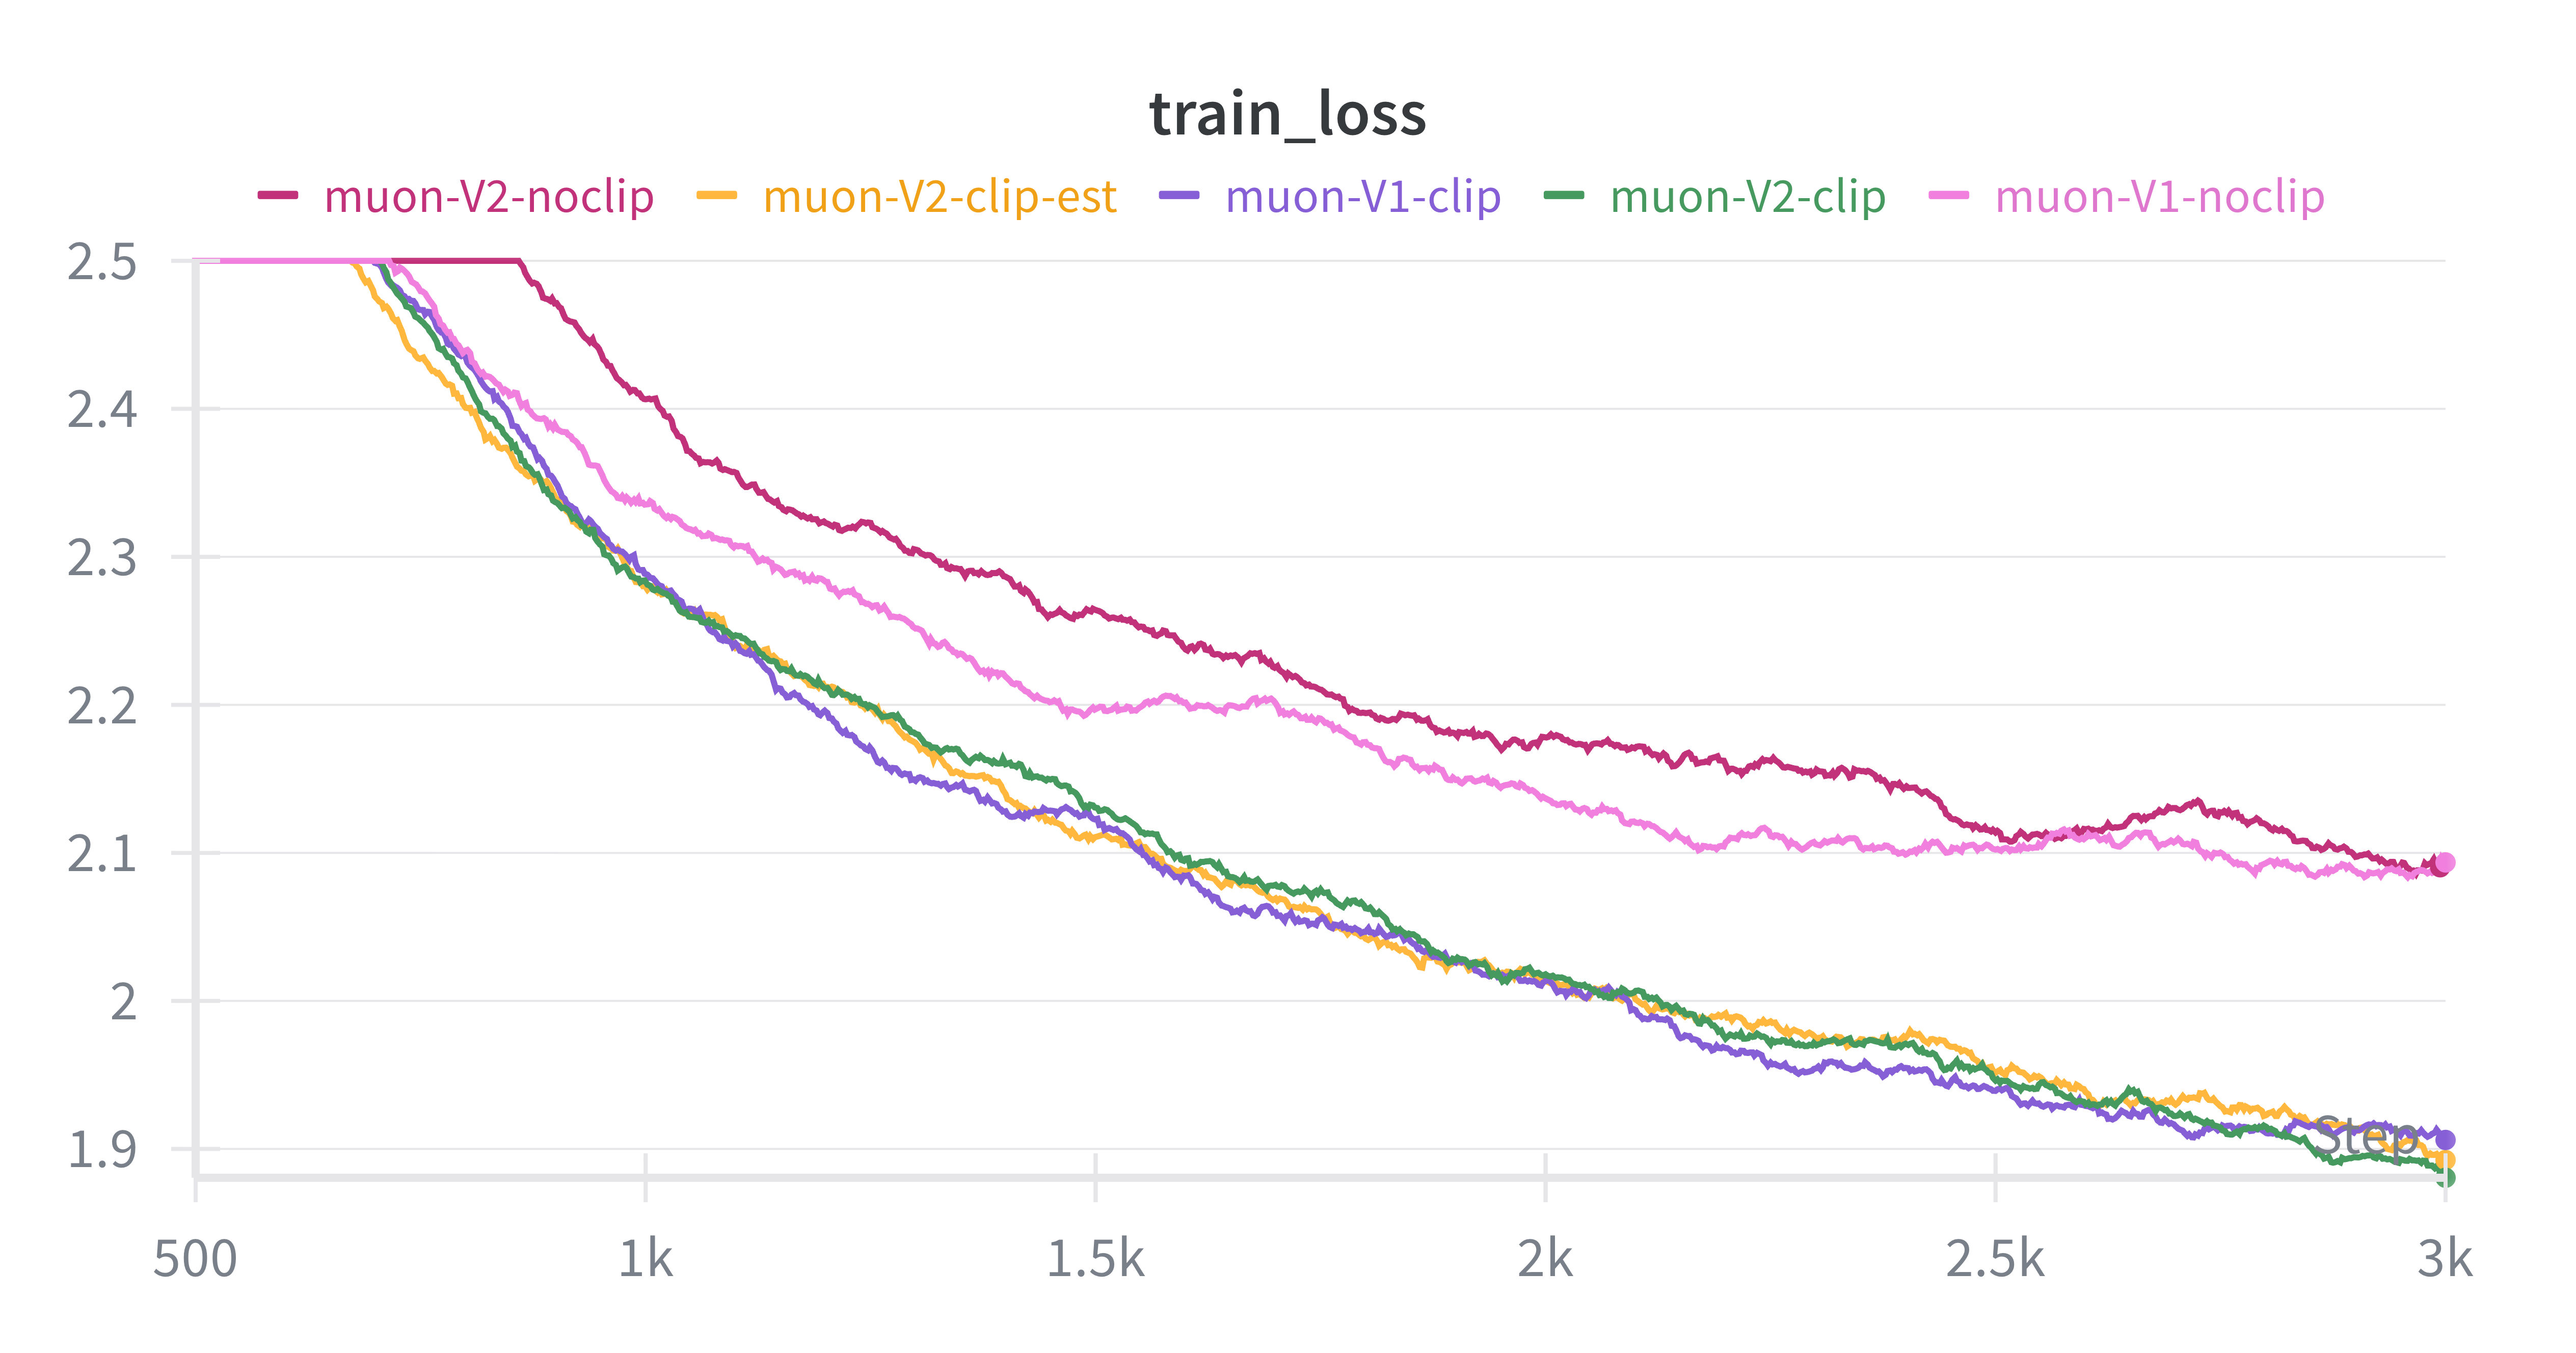 train_loss
muon-V2-noclip muon-V2-clip-est muon-V1-clip muon-V2-clip muon-V1-noclip
2.5
2.4
2.3
2.2
2.1
2
1.9
Step
500 1k 1.5k 2k 2.5k 3k